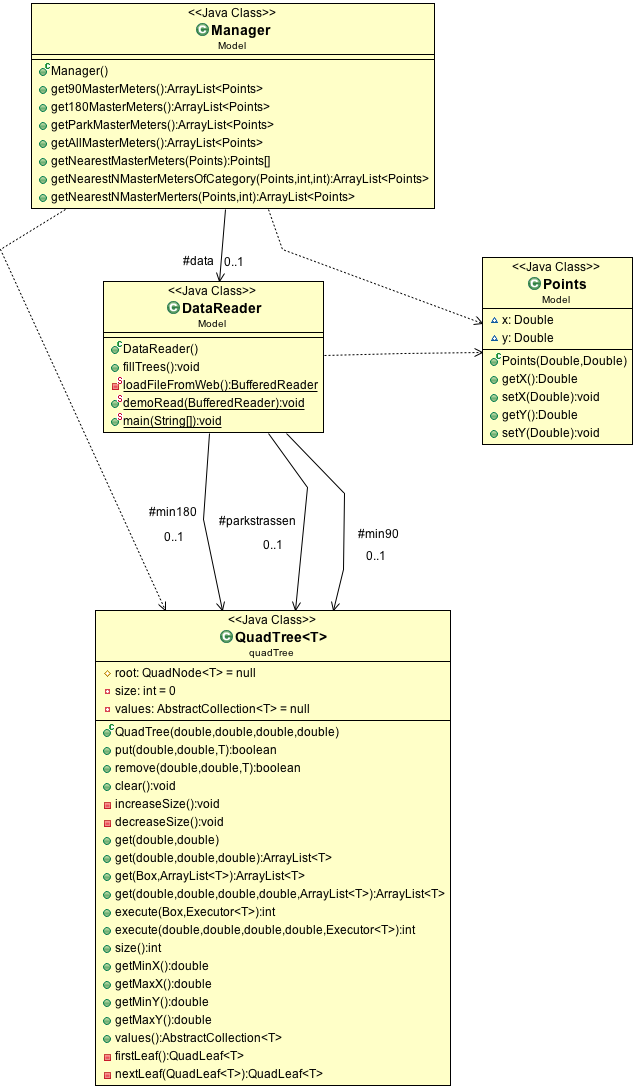 <<Java Class>>
Manager
Model
Manager()
get90MasterMeters():ArrayList<Points>
get180MasterMeters():ArrayList<Points>
getParkMasterMeters():ArrayList<Points>
getAllMasterMeters():ArrayList<Points>
getNearestMasterMeters(Points):Points[]
getNearestNMasterMetersOfCategory(Points,int,int):ArrayList<Points>
getNearestNMasterMerters(Points,int):ArrayList<Points>
#data 0..1
<<Java Class>>
DataReader
Model
DataReader()
fillTrees():void
loadFileFromWeb():BufferedReader
demoRead(BufferedReader):void
main(String[]):void
<<Java Class>>
Points
Model
x: Double
y: Double
Points(Double,Double)
getX():Double
setX(Double):void
getY():Double
setY(Double):void
#min180
0..1
#parkstrassen
0..1
#min90
0..1
<<Java Class>>
QuadTree<T>
quadTree
root: QuadNode<T> = null
size: int = 0
values: AbstractCollection<T> = null
QuadTree(double,double,double,double)
put(double,double,T):boolean
remove(double,double,T):boolean
clear():void
increaseSize():void
decreaseSize():void
get(double,double)
get(double,double,double):ArrayList<T>
get(Box,ArrayList<T>):ArrayList<T>
get(double,double,double,double,ArrayList<T>):ArrayList<T>
execute(Box,Executor<T>):int
execute(double,double,double,double,Executor<T>):int
size():int
getMinX():double
getMaxX():double
getMinY():double
getMaxY():double
values():AbstractCollection<T>
firstLeaf():QuadLeaf<T>
nextLeaf(QuadLeaf<T>):QuadLeaf<T>